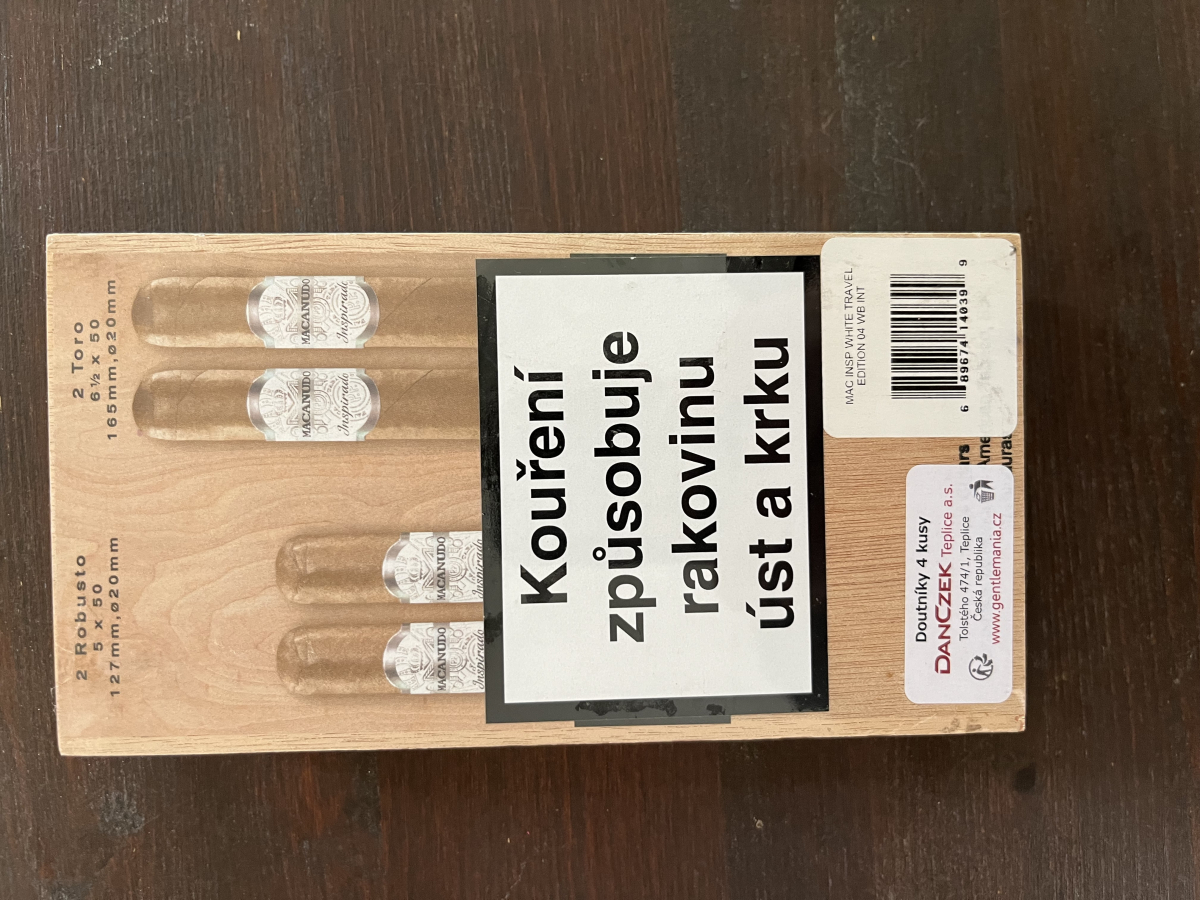 2 Robusto
5 x 50
127mm,ø20mm
2 Toro
6½ x 50
165mm,ø20mm
MACANUDO
Inspirado
MACANUDO
Inspirado
MACANUDO
Inspirado
MACANUDO
Inspirado
Kouření
způsobuje
rakovinu
úst a krku
Doutníky 4 kusy
DANCZEK Teplice a.s.
Tolstého 474/1, Teplice
Česká republika
www.gentlemania.cz
MAC INSP WHITE TRAVEL
EDITION 04 WB INT
6 89674 14039 9